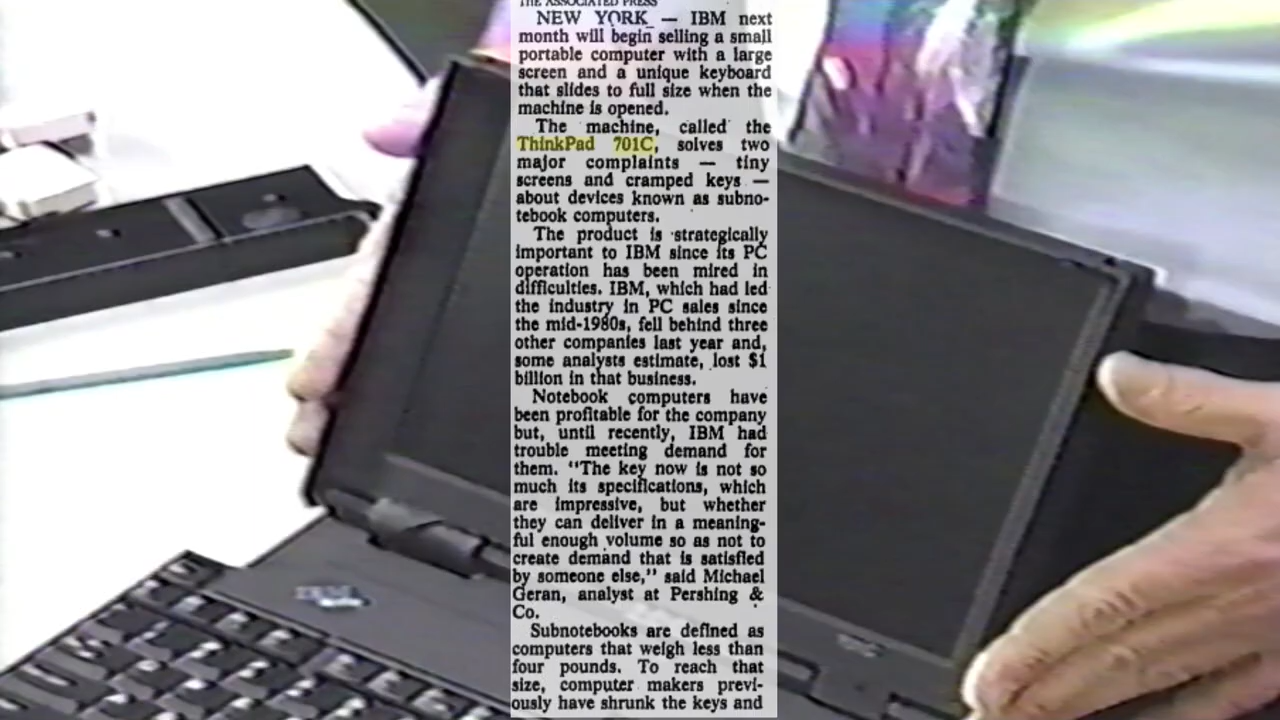 THE ASSOCIATED PRESS
NEW YORK — IBM next
month will begin selling a small
portable computer with a large
screen and a unique keyboard
that slides to full size when the
machine is opened.
The machine, called the
ThinkPad 701C, solves two
major complaints — tiny
screens and cramped keys —
about devices known as subno-
tebook computers.
The product is strategically
important to IBM since its PC
operation has been mired in
difficulties. IBM, which had led
the industry in PC sales since
the mid-1980s, fell behind three
other companies last year and,
some analysts estimate, lost $1
billion in that business.
Notebook computers have
been profitable for the company
but, until recently, IBM had
trouble meeting demand for
them. "The key now is not so
much its specifications, which
are impressive, but whether
they can deliver in a meaning-
ful enough volume so as not to
create demand that is satisfied
by someone else," said Michael
Geran, analyst at Pershing &
Co.
Subnotebooks are defined as
computers that weigh less than
four pounds. To reach that
size, computer makers previ-
ously have shrunk the keys and
IBM